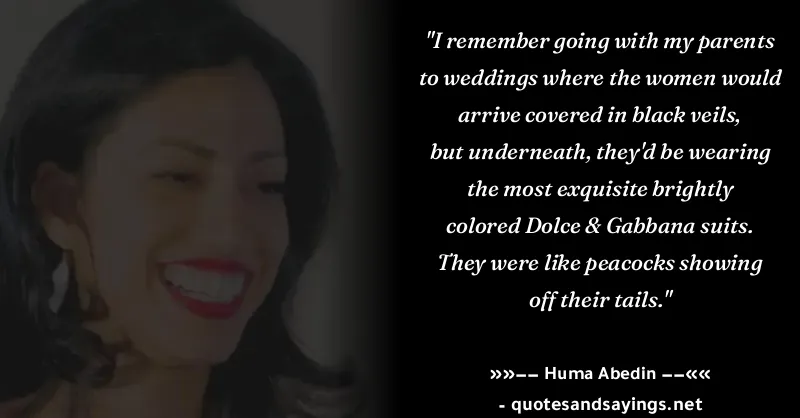 "I remember going with my parents
to weddings where the women would
arrive covered in black veils,
but underneath, they'd be wearing
the most exquisite brightly
colored Dolce & Gabbana suits.
They were like peacocks showing
off their tails."
»»−− Huma Abedin −−««
- quotesandsayings.net